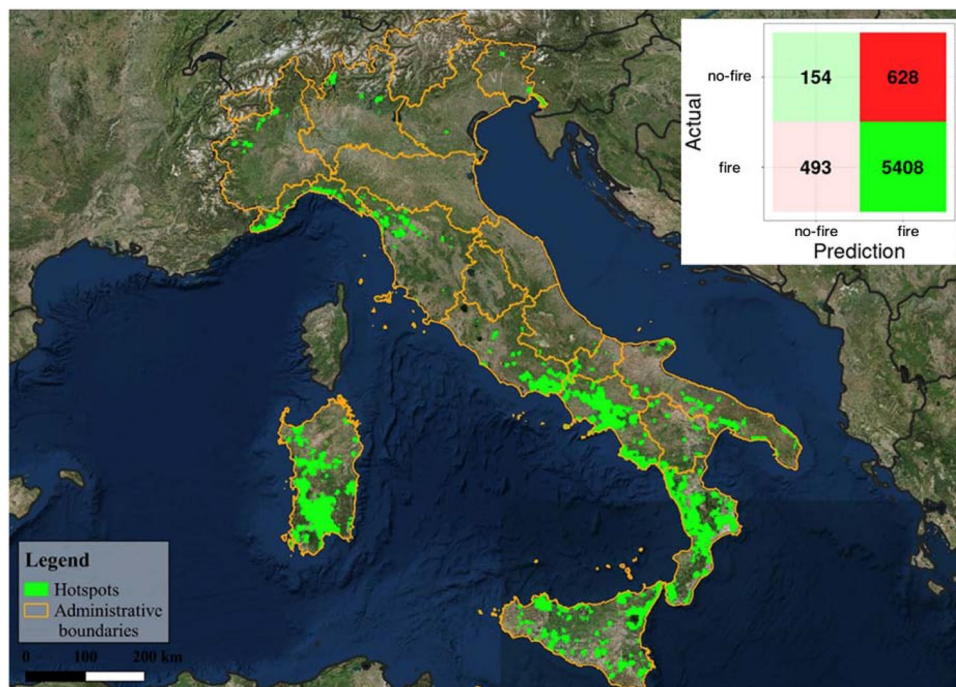 no-fire
154
628
Actual
fire
493
5408
no-fire
fire
Prediction
Legend
Hotspots
Administrative
boundaries
0
100
200 km